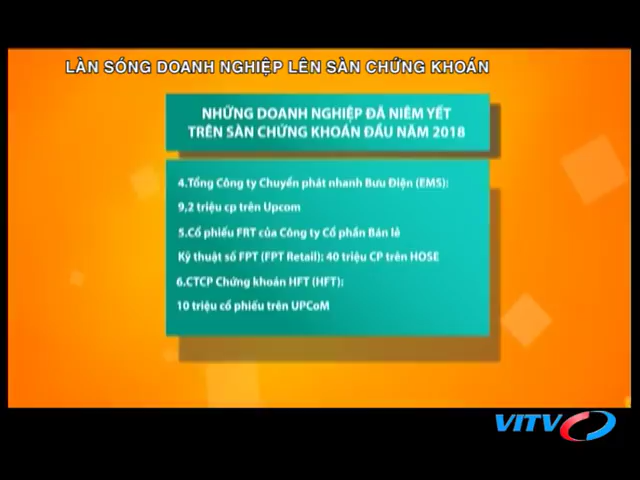 LÀN SÓNG DOANH NGHIỆP LÊN SÀN CHỨNG KHOÁN
NHỮNG DOANH NGHIỆP ĐÃ NIÊM YẾT
TRÊN SÀN CHỨNG KHOÁN ĐẦU NĂM 2018
4.Tổng Công ty Chuyển phát nhanh Bưu Điện (EMS):
9,2 triệu cp trên Upcom
5.Cổ phiếu FRT của Công ty Cổ phần Bán lẻ
Kỹ thuật số FPT (FPT Retail): 40 triệu CP trên HOSE
6.CTCP Chứng khoán HFT (HFT):
10 triệu cổ phiếu trên UPCoM
VITV